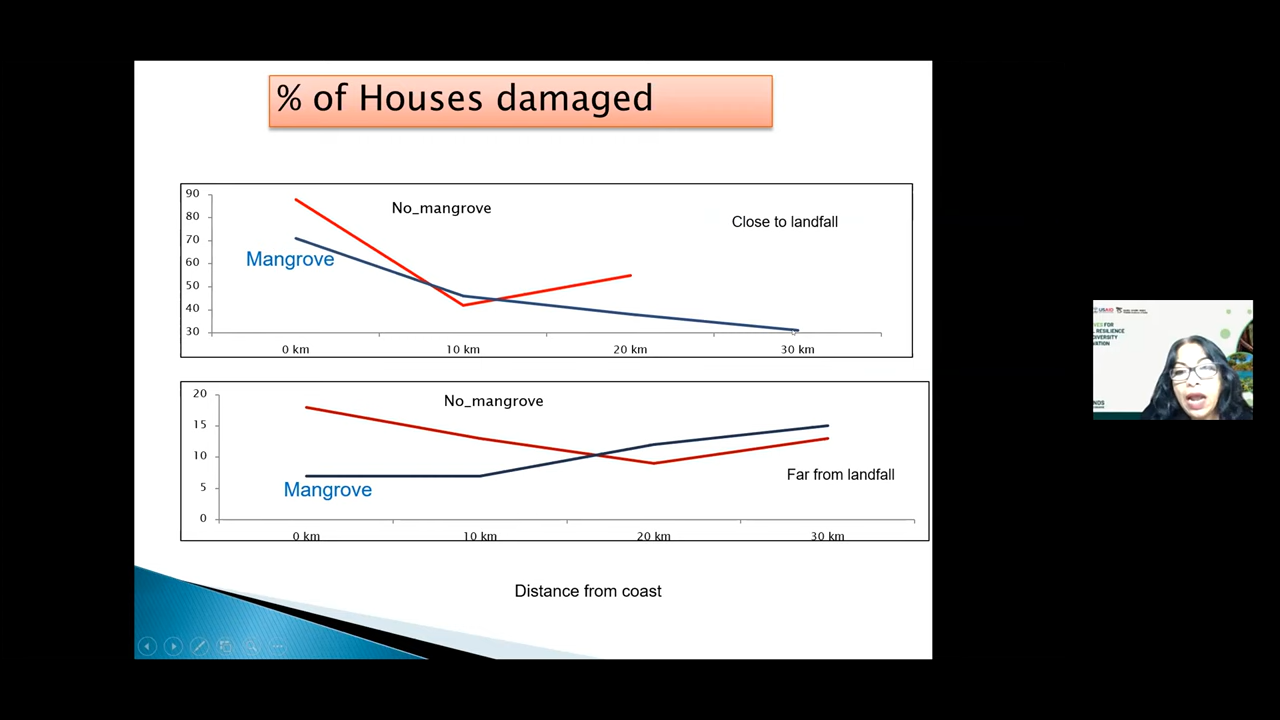 % of Houses damaged
90
80
70
60
50
40
30
No_mangrove
Close to landfall
Mangrove
0 km
10 km
20 km
30 km
20
15
10
5
0
No_mangrove
Far from landfall
Mangrove
0 km
10 km
20 km
30 km
Distance from coast
USAID
RESILIENCE